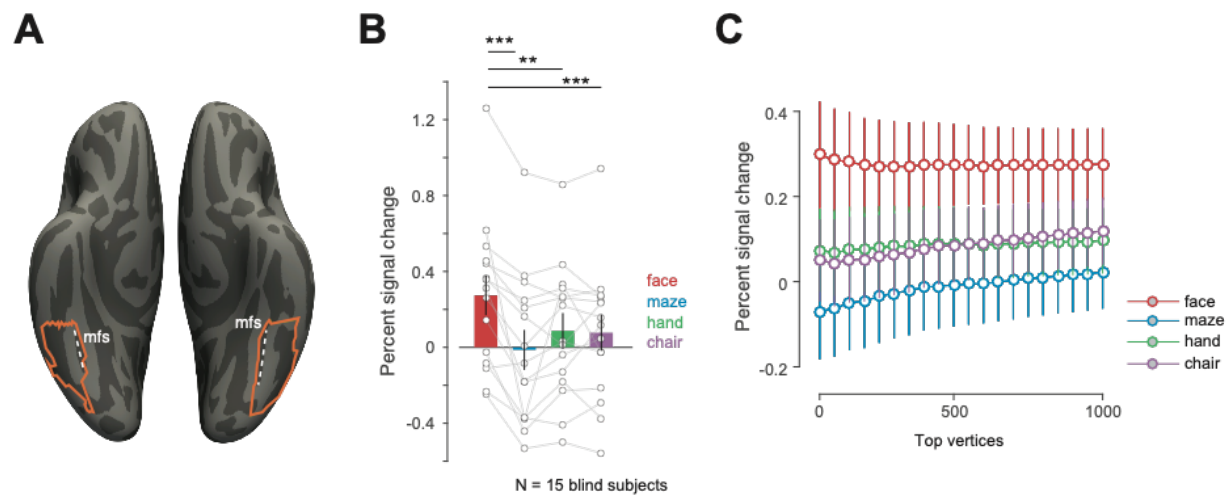 A
mfs
mfs
B
***
**
***
Percent signal change
1.2
0.8
0.4
0
-0.4
face
maze
hand
chair
N = 15 blind subjects
C
Percent signal change
0.4
0.2
0
-0.2
0
500
1000
Top vertices
face
maze
hand
chair